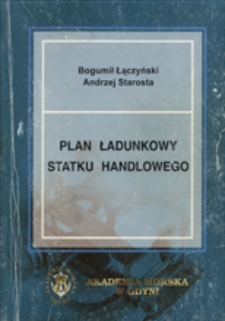 Bogumił Łączyński
Andrzej Starosta
PLAN ŁADUNKOWY
STATKU HANDLOWEGO
AKADEMIA MORSKA
W GDYNI